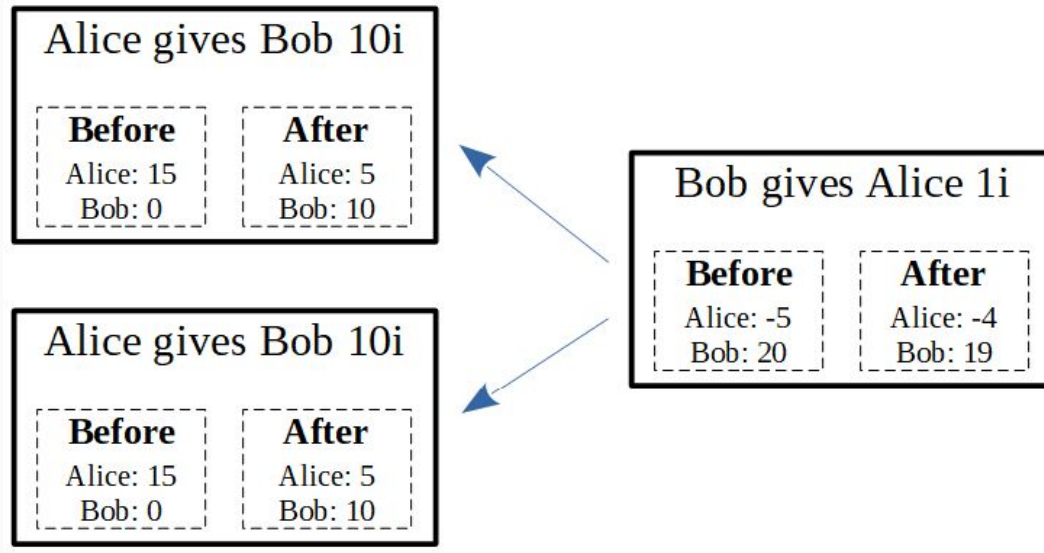 Alice gives Bob 10i
Before
Alice: 15
Bob: 0
After
Alice: 5
Bob: 10
Alice gives Bob 10i
Before
Alice: 15
Bob: 0
After
Alice: 5
Bob: 10
Bob gives Alice 1i
Before
Alice: -5
Bob: 20
After
Alice: -4
Bob: 19